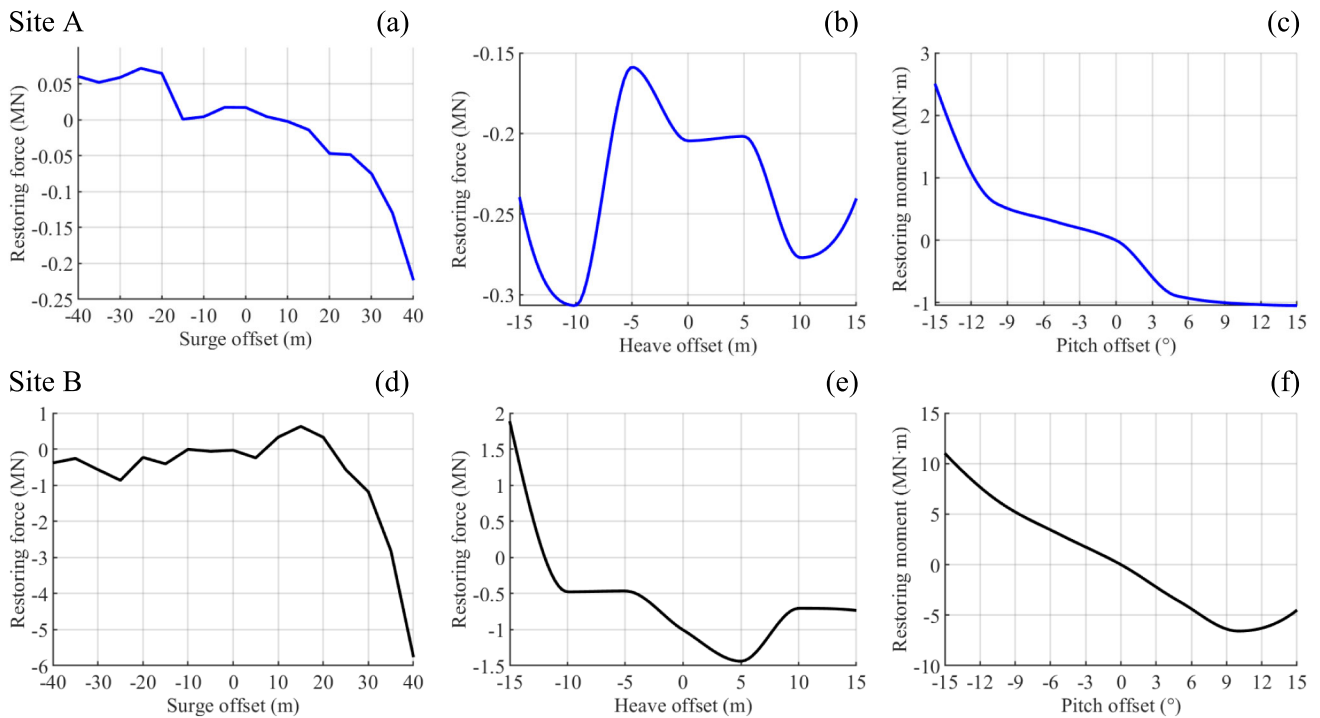 Site A
(a)
(b)
(c)
Restoring force (MN)
0.05
0
-0.05
-0.1
-0.15
-0.2
-0.25
-40 -30 -20 -10 0 10 20 30 40
Surge offset (m)
Restoring force (MN)
-0.15
-0.2
-0.25
-0.3
-15 -10 -5 0 5 10 15
Heave offset (m)
Restoring moment (MN·m)
3
2
1
0
-1
-15 -12 -9 -6 -3 0 3 6 9 12 15
Pitch offset (°)
Site B
(d)
(e)
(f)
Restoring force (MN)
1
0
-1
-2
-3
-4
-5
-6
-40 -30 -20 -10 0 10 20 30 40
Surge offset (m)
Restoring force (MN)
2
1.5
1
0.5
0
-0.5
-1
-1.5
-15 -10 -5 0 5 10 15
Heave offset (m)
Restoring moment (MN·m)
15
10
5
0
-5
-10
-15 -12 -9 -6 -3 0 3 6 9 12 15
Pitch offset (°)